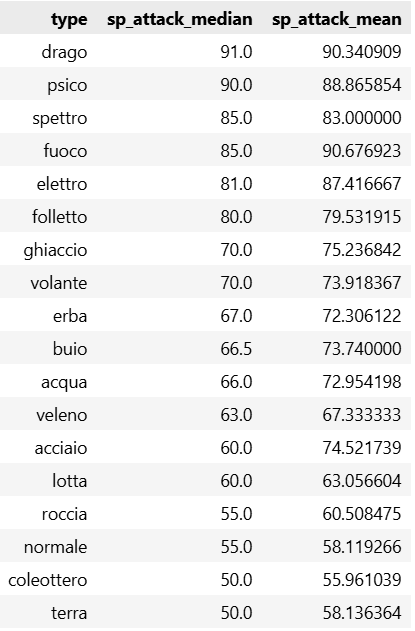 type sp_attack_median sp_attack_mean
drago 91.0 90.340909
psico 90.0 88.865854
spettro 85.0 83.000000
fuoco 85.0 90.676923
elettro 81.0 87.416667
folletto 80.0 79.531915
ghiaccio 70.0 75.236842
volante 70.0 73.918367
erba 67.0 72.306122
buio 66.5 73.740000
acqua 66.0 72.954198
veleno 63.0 67.333333
acciaio 60.0 74.521739
lotta 60.0 63.056604
roccia 55.0 60.508475
normale 55.0 58.119266
coleottero 50.0 55.961039
terra 50.0 58.136364